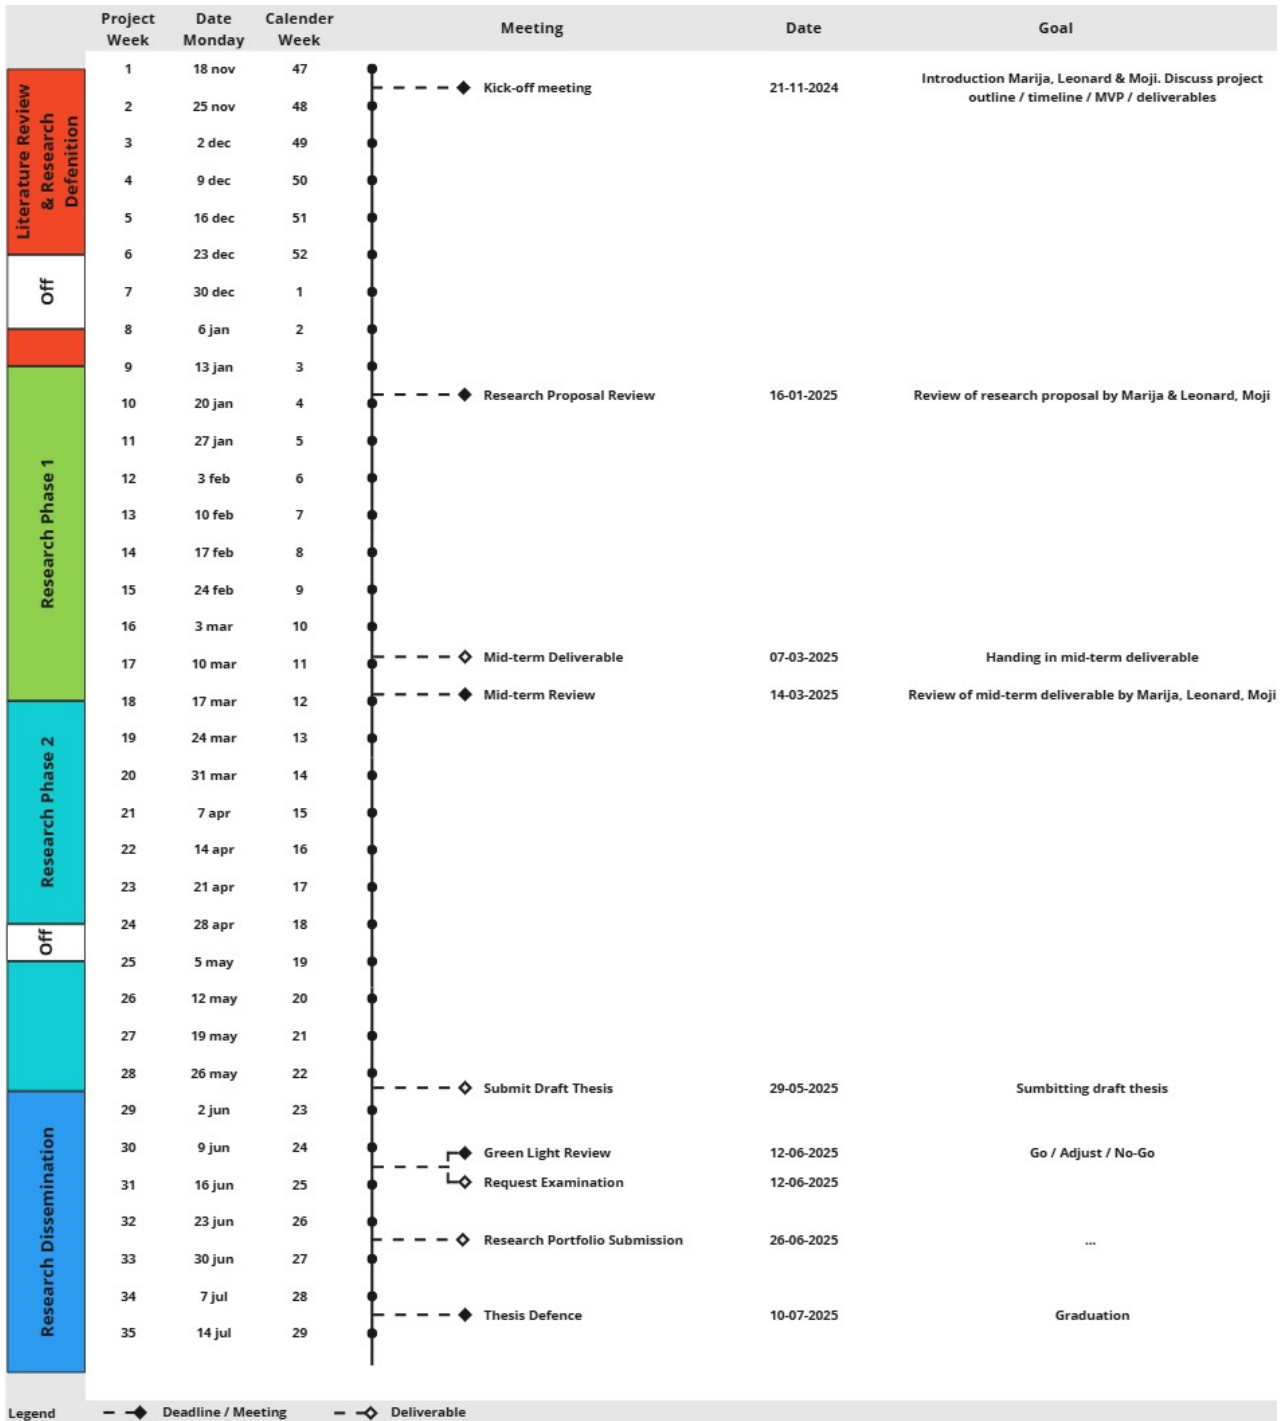 Project Week
Date Monday
Calender Week
Meeting
Date
Goal
Literature Review & Research Defenition
Off
Research Phase 1
Research Phase 2
Off
Research Dissemination
1 18 nov 47
Kick-off meeting 21-11-2024 Introduction Marija, Leonard & Moji. Discuss project
outline / timeline / MVP / deliverables
2 25 nov 48
3 2 dec 49
4 9 dec 50
5 16 dec 51
6 23 dec 52
7 30 dec 1
8 6 jan 2
9 13 jan 3
Research Proposal Review 16-01-2025 Review of research proposal by Marija & Leonard, Moji
10 20 jan 4
11 27 jan 5
12 3 feb 6
13 10 feb 7
14 17 feb 8
15 24 feb 9
16 3 mar 10
Mid-term Deliverable 07-03-2025 Handing in mid-term deliverable
17 10 mar 11
Mid-term Review 14-03-2025 Review of mid-term deliverable by Marija, Leonard, Moji
18 17 mar 12
19 24 mar 13
20 31 mar 14
21 7 apr 15
22 14 apr 16
23 21 apr 17
24 28 apr 18
25 5 may 19
26 12 may 20
27 19 may 21
28 26 may 22
Submit Draft Thesis 29-05-2025 Sumbitting draft thesis
29 2 jun 23
30 9 jun 24
Green Light Review 12-06-2025 Go / Adjust / No-Go
Request Examination 12-06-2025
31 16 jun 25
32 23 jun 26
Research Portfolio Submission 26-06-2025 ...
33 30 jun 27
34 7 jul 28
Thesis Defence 10-07-2025 Graduation
35 14 jul 29
Legend Deadline / Meeting Deliverable